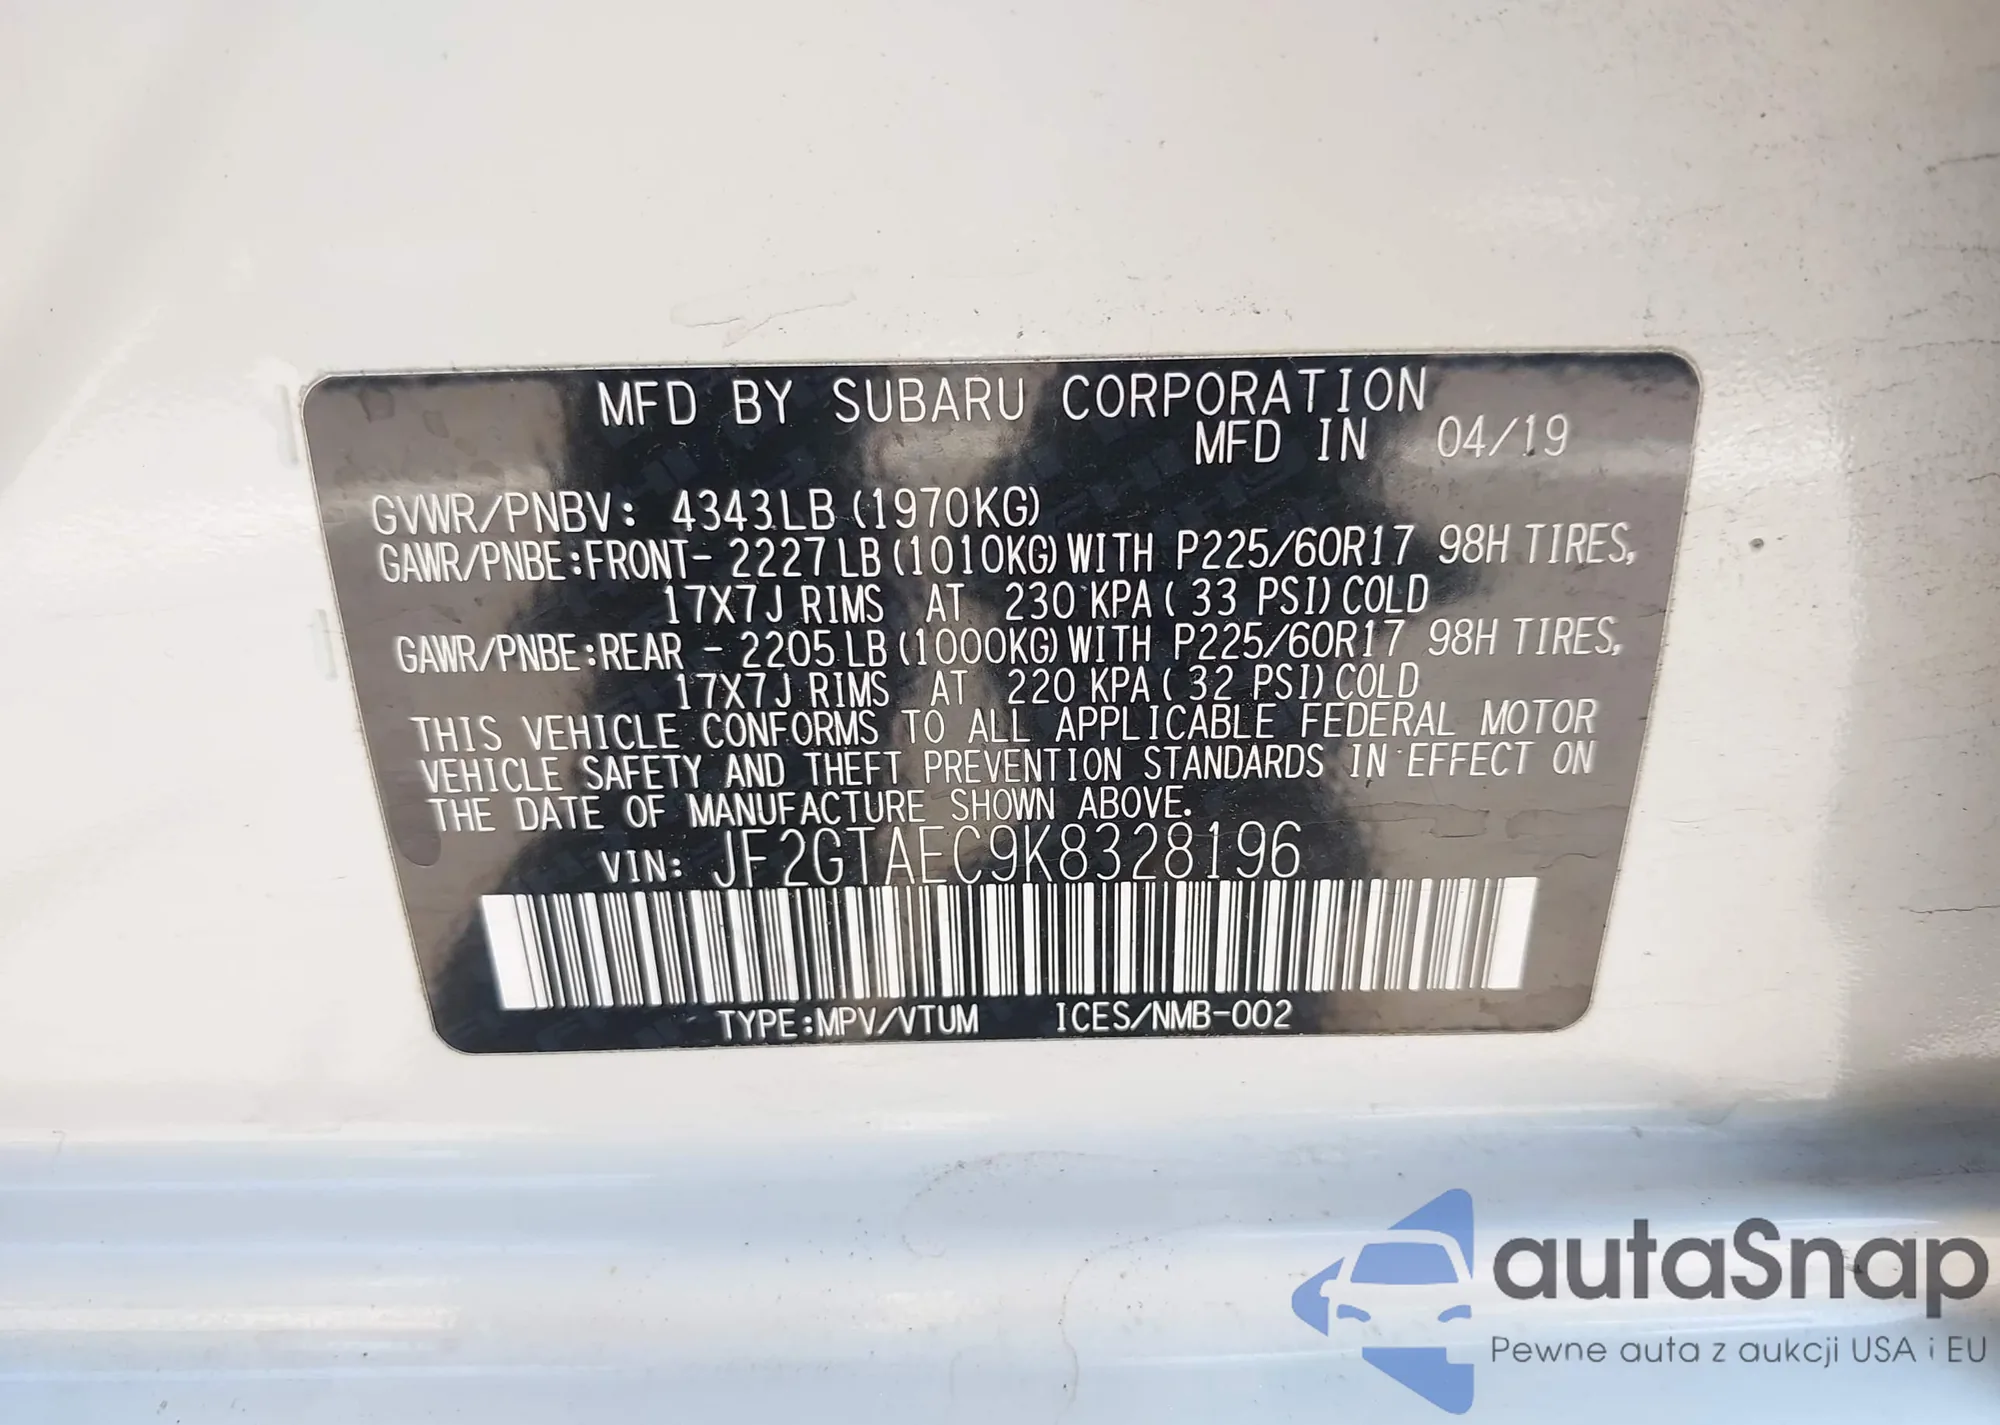 MFD BY SUBARU CORPORATION
MFD IN 04/19
GVWR/PNBV: 4343LB (1970KG)
GAWR/PNBE:FRONT- 2227LB (1010KG) WITH P225/60R17 98H TIRES,
17X7J RIMS AT 230 KPA ( 33 PSI) COLD
GAWR/PNBE:REAR - 2205LB (1000KG) WITH P225/60R17 98H TIRES,
17X7J RIMS AT 220 KPA ( 32 PSI) COLD
THIS VEHICLE CONFORMS TO ALL APPLICABLE FEDERAL MOTOR
VEHICLE SAFETY AND THEFT PREVENTION STANDARDS IN EFFECT ON
THE DATE OF MANUFACTURE SHOWN ABOVE.
VIN: JF2GTAEC9K8328196
TYPE:MPV/VTUM ICES/NMB-002
autaSnap
Pewne auta z aukcji USA i EU